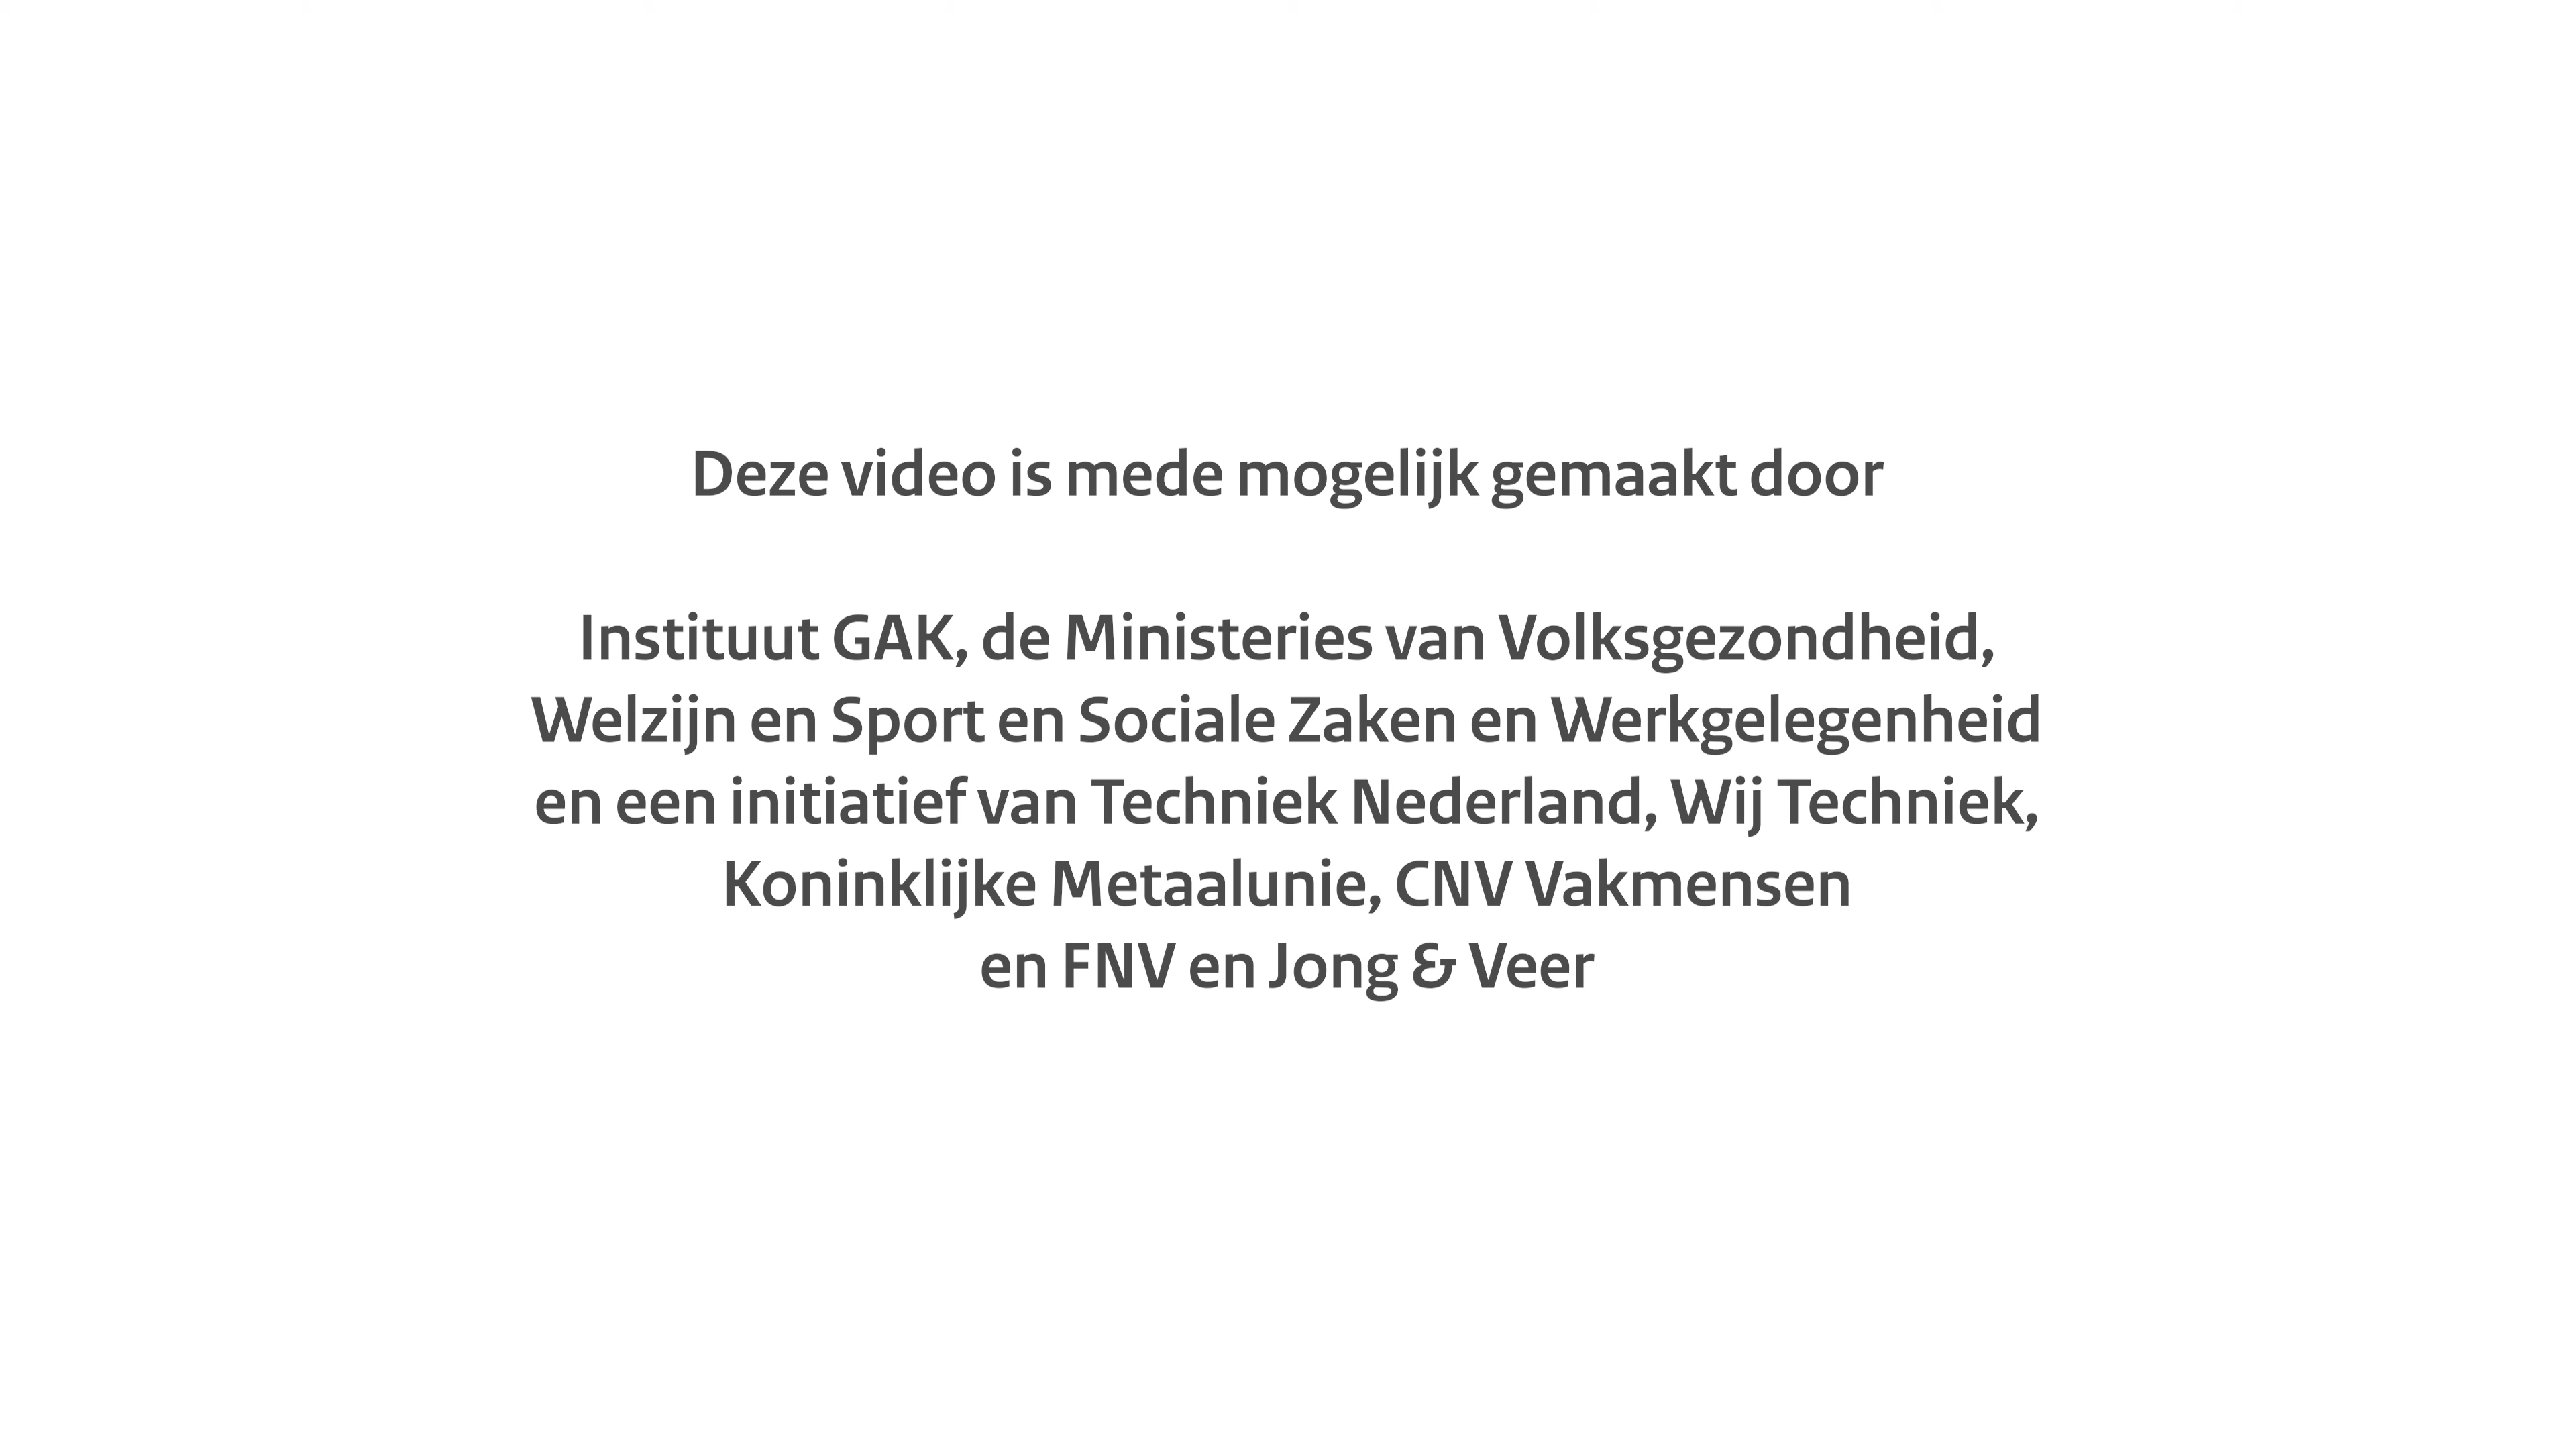 Deze video is mede mogelijk gemaakt door
Instituut GAK, de Ministeries van Volksgezondheid,
Welzijn en Sport en Sociale Zaken en Werkgelegenheid
en een initiatief van Techniek Nederland, Wij Techniek,
Koninklijke Metaalunie, CNV Vakmensen
en FNV en Jong & Veer